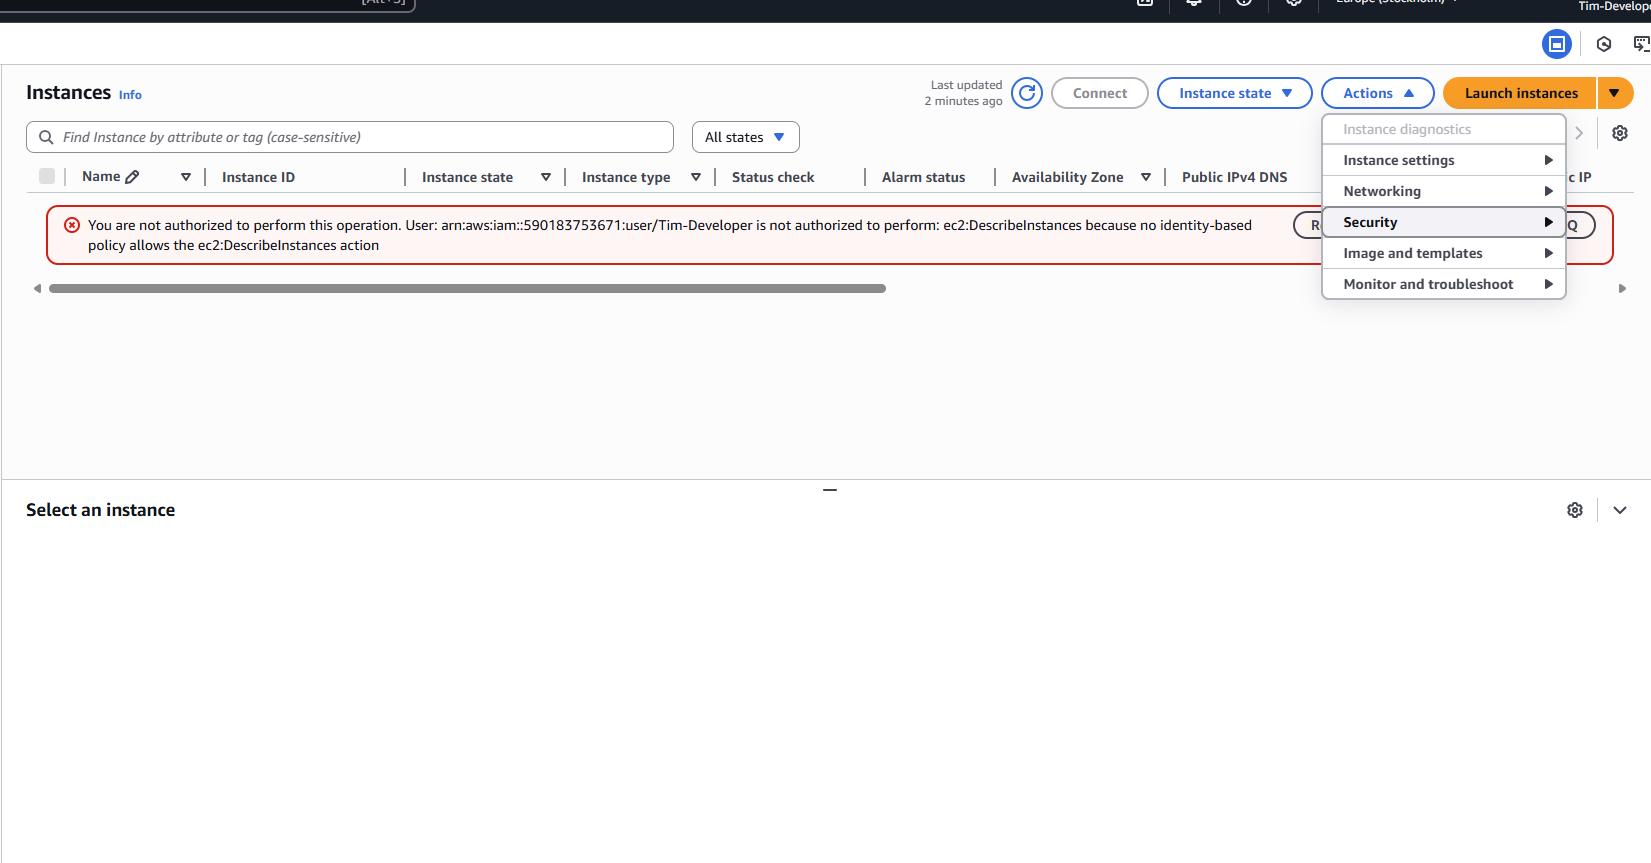 [Alt+S]
Europe (Stockholm)
Tim-Develop
Instances Info
Last updated
2 minutes ago
Connect
Instance state
Actions
Launch instances
Find Instance by attribute or tag (case-sensitive)
All states
Instance diagnostics
Instance settings
Networking
Security
Image and templates
Monitor and troubleshoot
Name
Instance ID
Instance state
Instance type
Status check
Alarm status
Availability Zone
Public IPv4 DNS
c IP
You are not authorized to perform this operation. User: arn:aws:iam::590183753671:user/Tim-Developer is not authorized to perform: ec2:DescribeInstances because no identity-based
policy allows the ec2:DescribeInstances action
R
Q
Select an instance